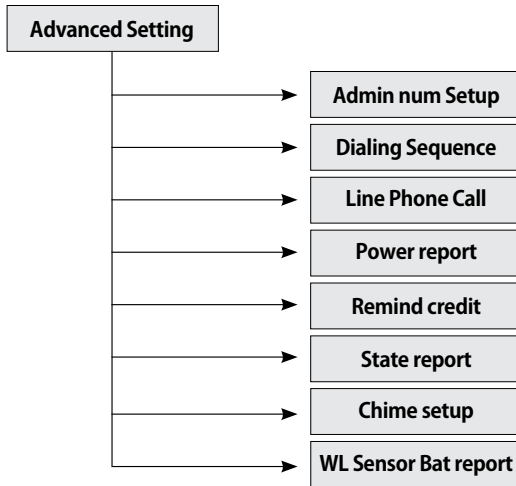 Advanced Setting
Admin num Setup
Dialing Sequence
Line Phone Call
Power report
Remind credit
State report
Chime setup
WL Sensor Bat report